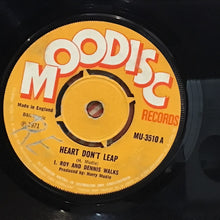 MOODISC
RECORDS
Made in England
MU-3510 A
℗ 1971
HEART DON'T LEAP
(H. Mudie)
I. ROY AND DENNIS WALKS
Produced by: Harry Mudie